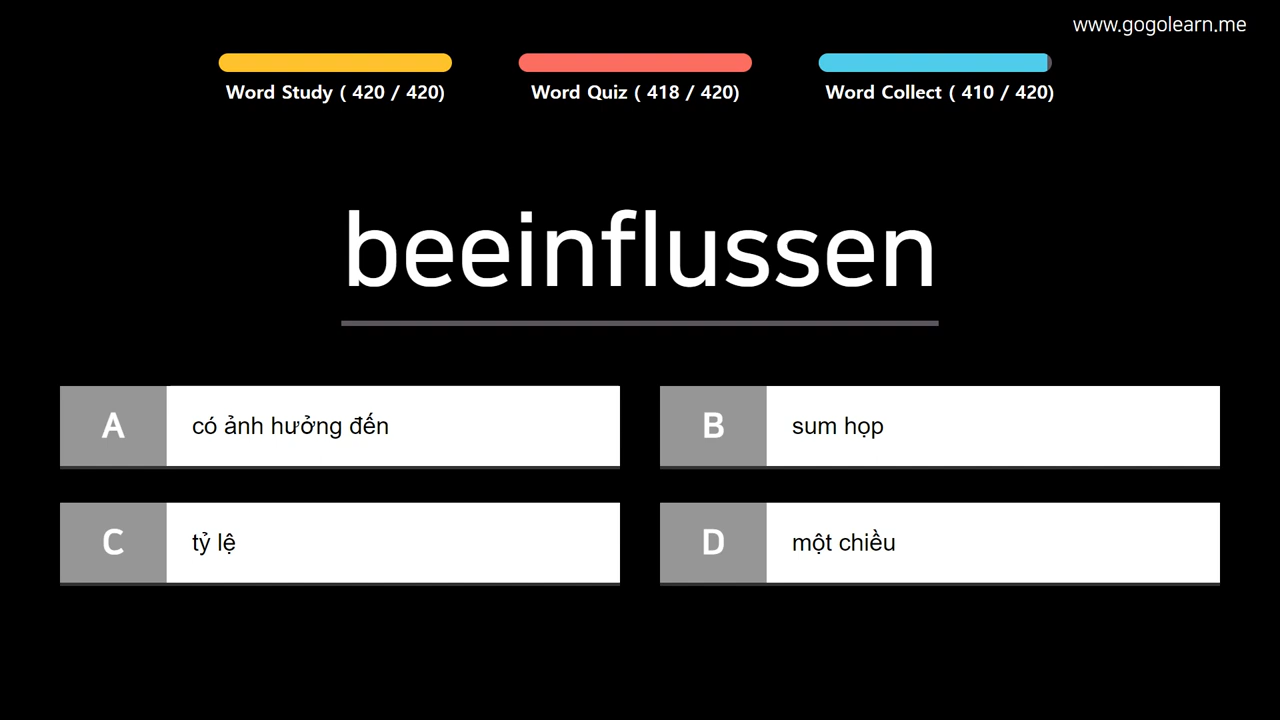 www.gogolearn.me
Word Study ( 420 / 420)
Word Quiz ( 418 / 420)
Word Collect ( 410 / 420)
beeinflussen
A
có ảnh hưởng đến
B
sum họp
C
tỷ lệ
D
một chiều